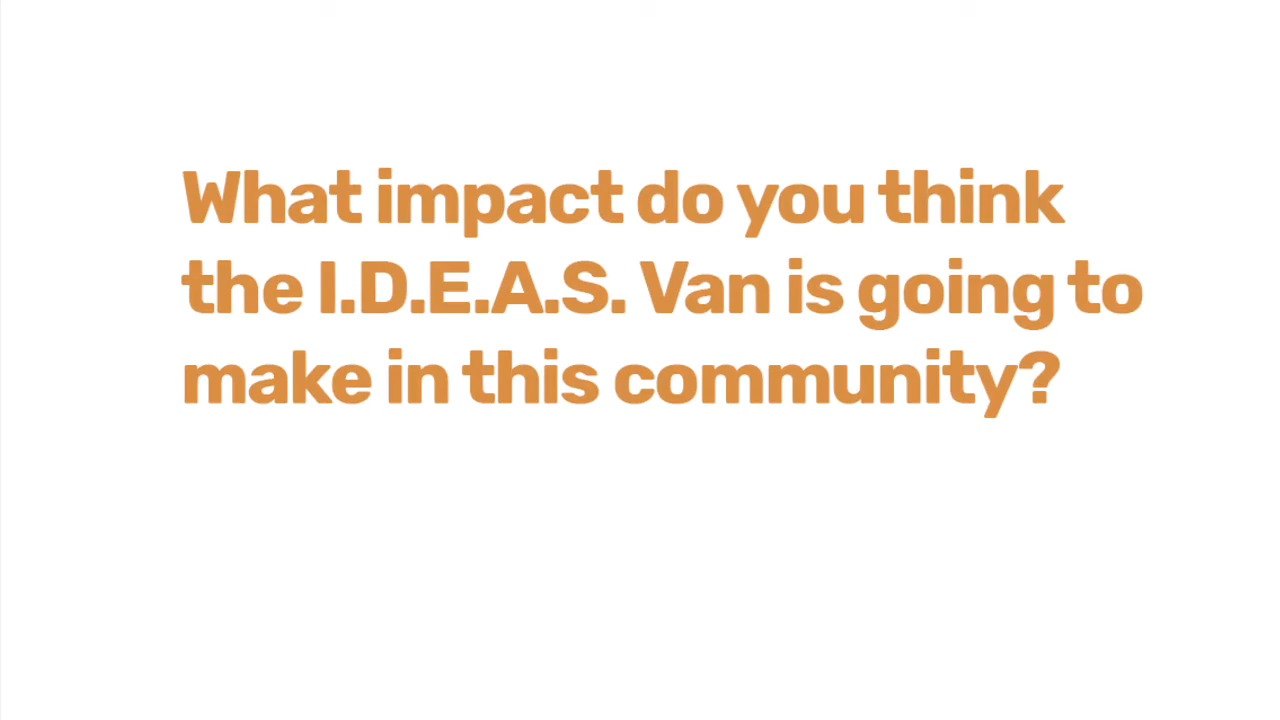 What impact do you think
the I.D.E.A.S. Van is going to
make in this community?